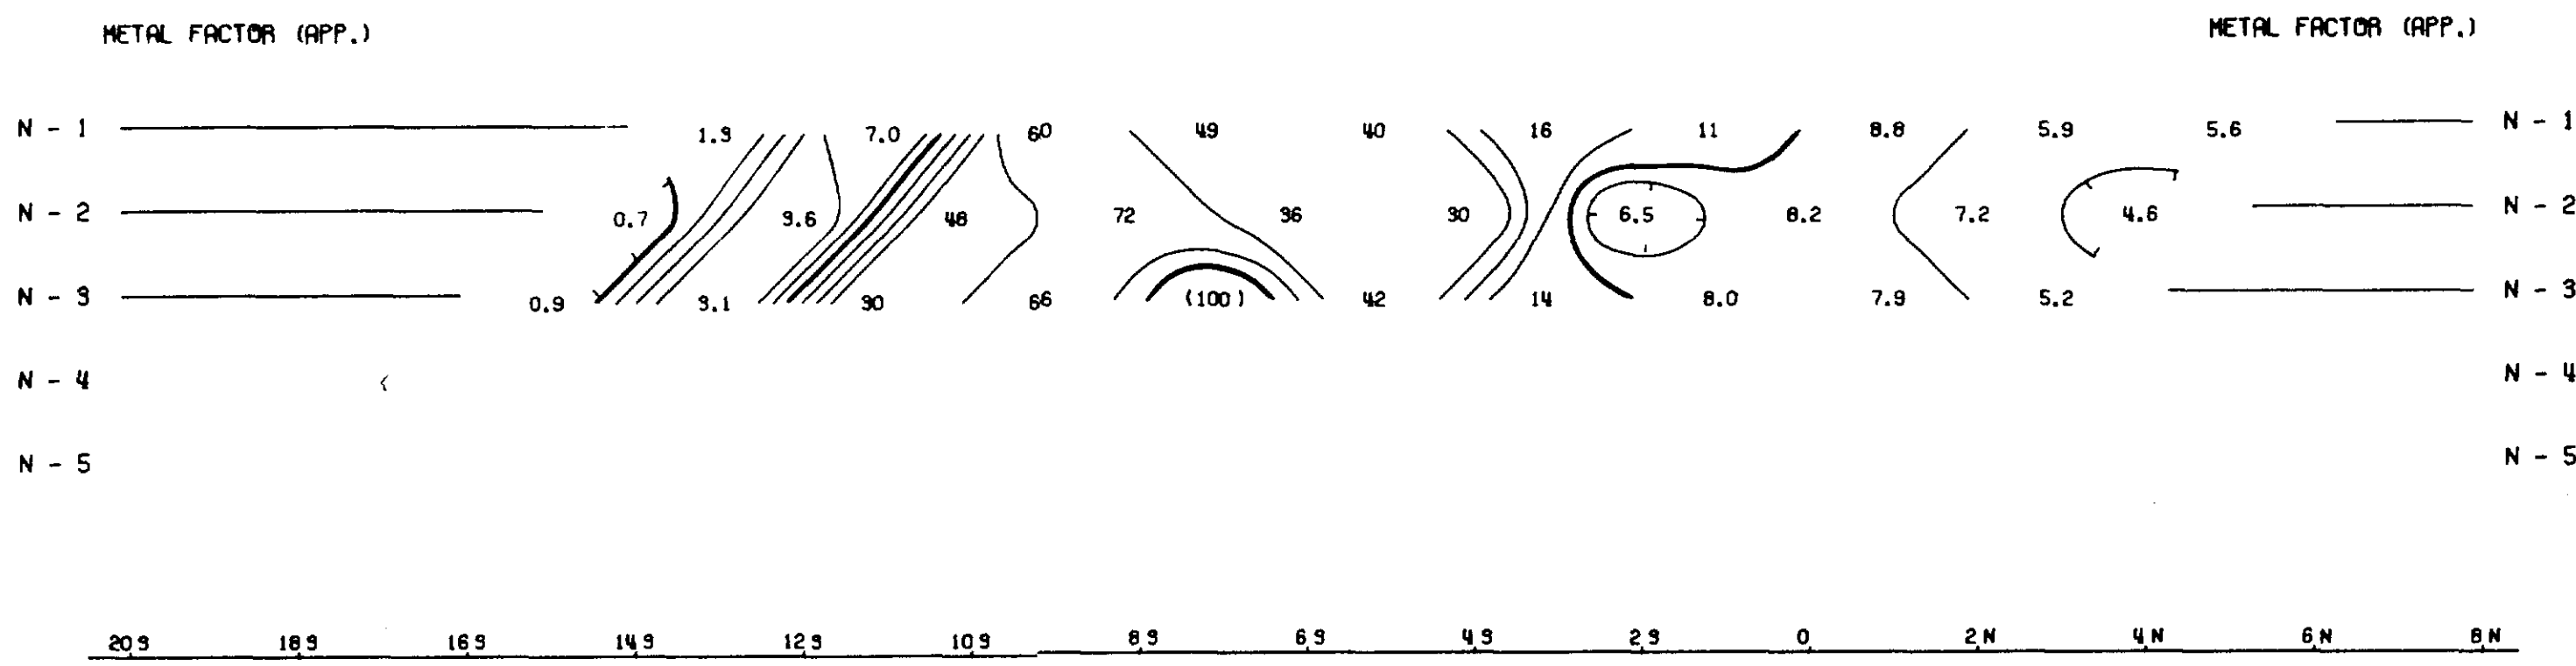 METAL FACTOR (APP.) METAL FACTOR (APP.)
N - 1 1.3 7.0 60 49 40 16 11 8.8 5.9 5.6 N - 1
N - 2 0.7 3.6 48 72 36 30 6.5 8.2 7.2 4.6 N - 2
N - 3 0.9 3.1 30 66 (100) 42 14 8.0 7.9 5.2 N - 3
N - 4 N - 4
N - 5 N - 5
20S 18S 16S 14S 12S 10S 8S 6S 4S 2S 0 2N 4N 6N 8N